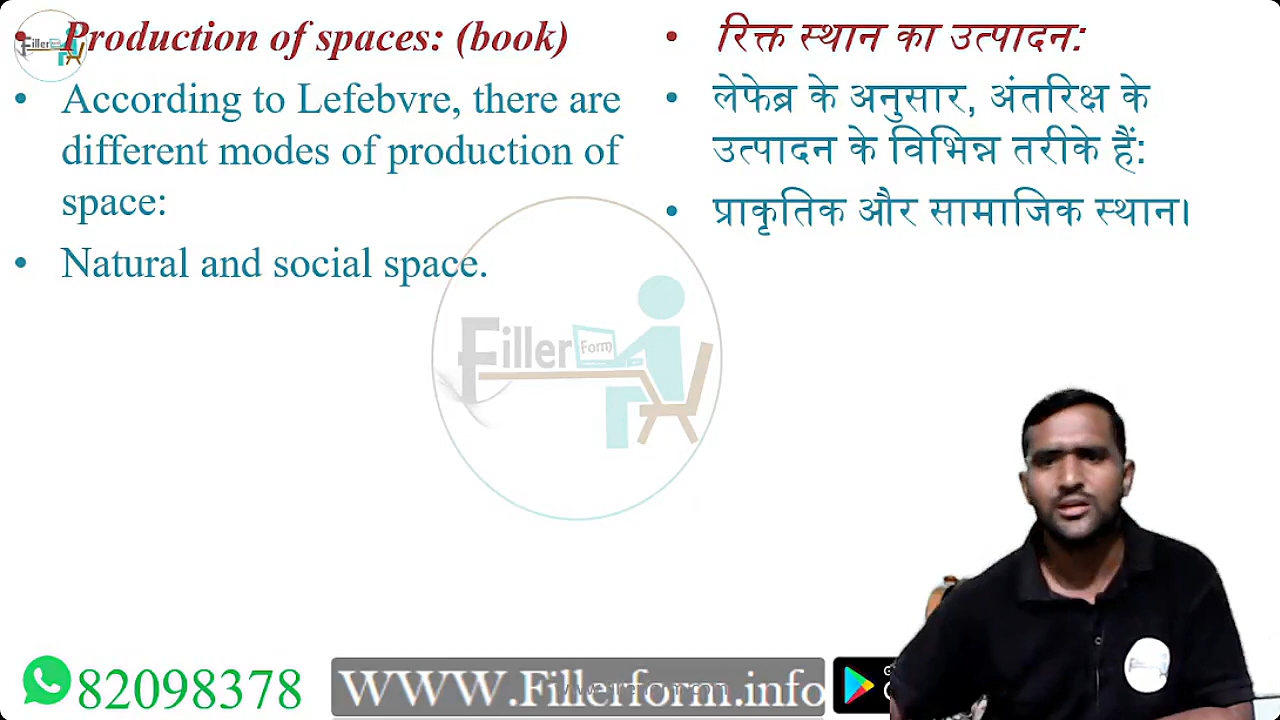 Production of spaces: (book)
According to Lefebvre, there are
different modes of production of
space:
Natural and social space.
रिक्त स्थान का उत्पादन:
लेफेब्र के अनुसार, अंतरिक्ष के
उत्पादन के विभिन्न तरीके हैं:
प्राकृतिक और सामाजिक स्थान।
Filler Form
82098378
WWW.Fillerform.info